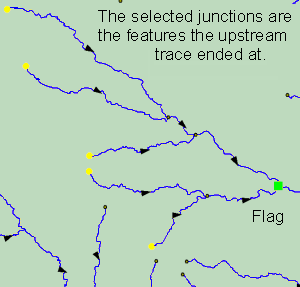 The selected junctions are
the features the upstream
trace ended at.
Flag